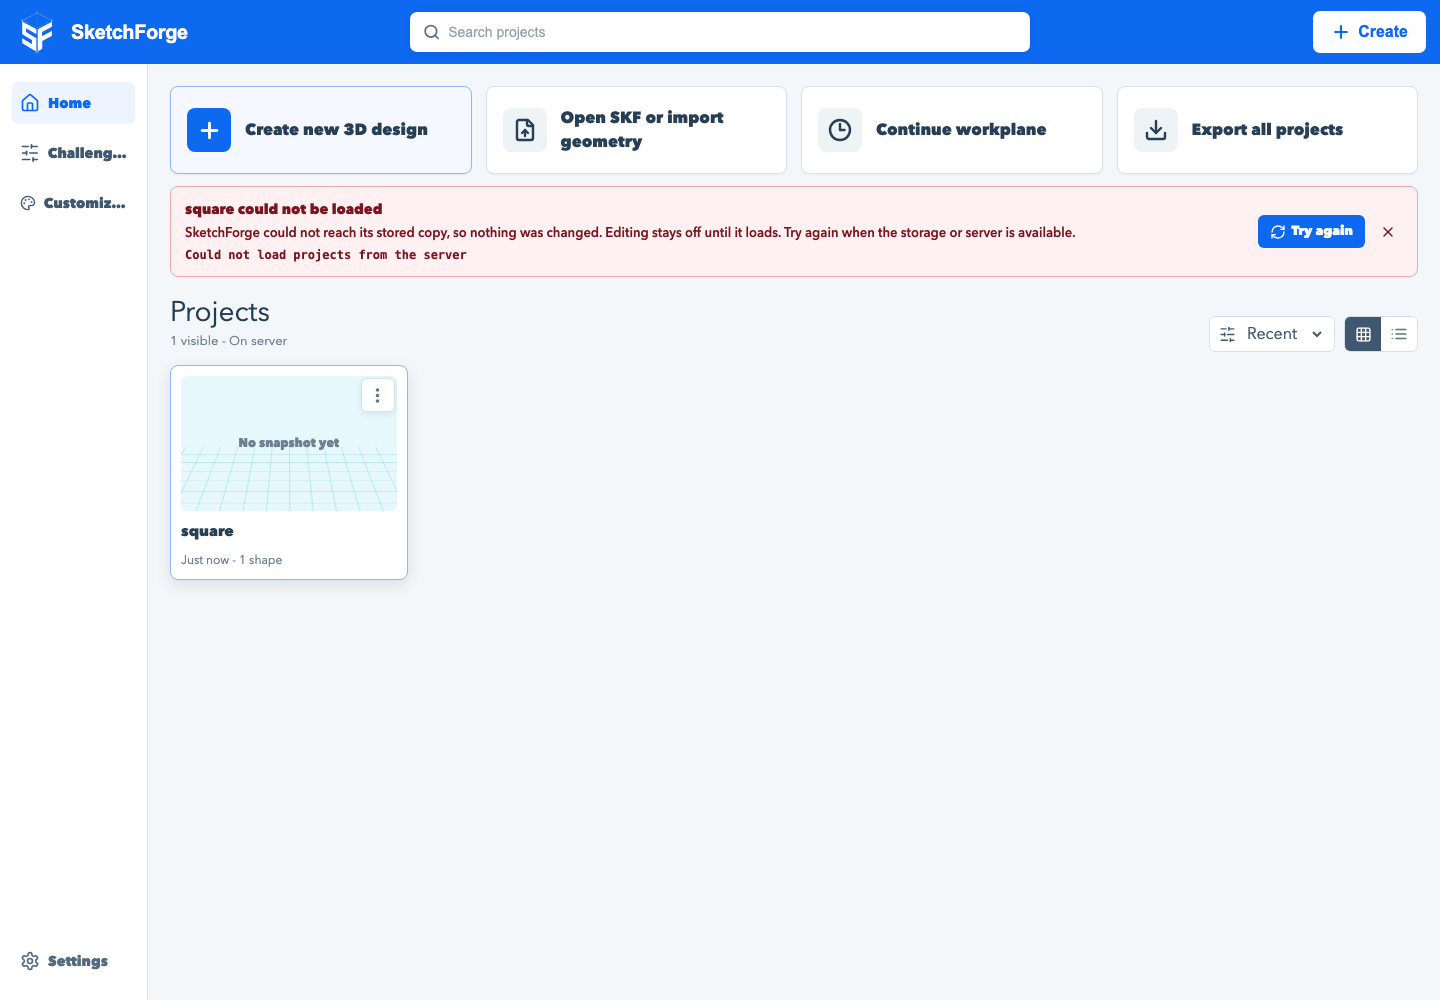 SketchForge
Search projects
Create
Home
Challeng...
Customiz...
Settings
Create new 3D design
Open SKF or import
geometry
Continue workplane
Export all projects
square could not be loaded
SketchForge could not reach its stored copy, so nothing was changed. Editing stays off until it loads. Try again when the storage or server is available.
Could not load projects from the server
Try again
Projects
1 visible - On server
Recent
No snapshot yet
square
Just now - 1 shape